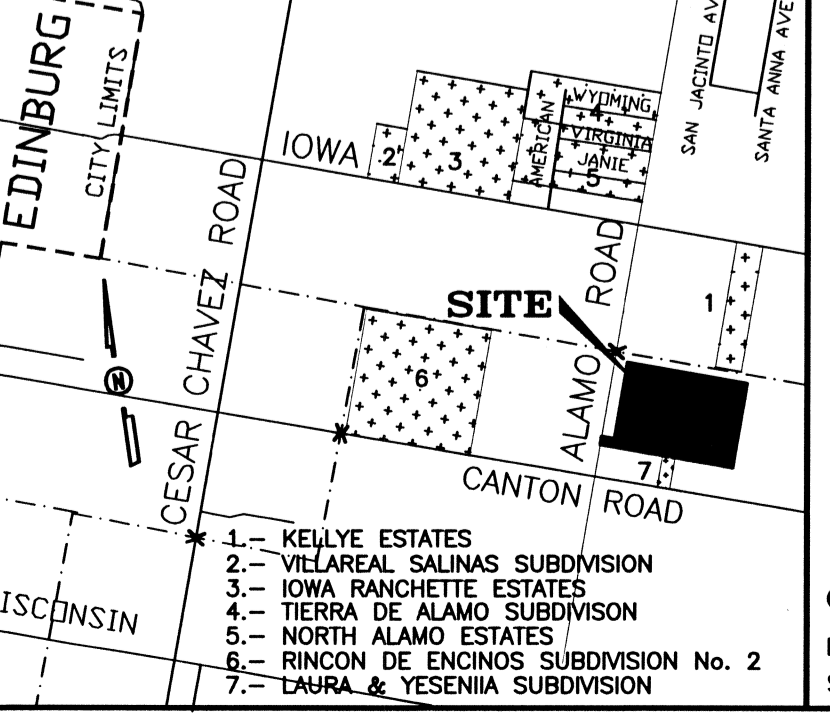 EDINBURG
CITY LIMITS
IOWA
ROAD
CESAR CHAVEZ ROAD
AMERICAN
WYOMING
VIRGINIA
JANIE
SAN JACINTO AV
SANTA ANNA AVE
2
3
4
5
1
SITE
N
6
ALAMO ROAD
7
CANTON ROAD
ISCONSIN
1.– KELLYE ESTATES
2.– VILLAREAL SALINAS SUBDIVISION
3.– IOWA RANCHETTE ESTATES
4.– TIERRA DE ALAMO SUBDIVISON
5.– NORTH ALAMO ESTATES
6.– RINCON DE ENCINOS SUBDIVISION No. 2
7.– LAURA & YESENIIA SUBDIVISION